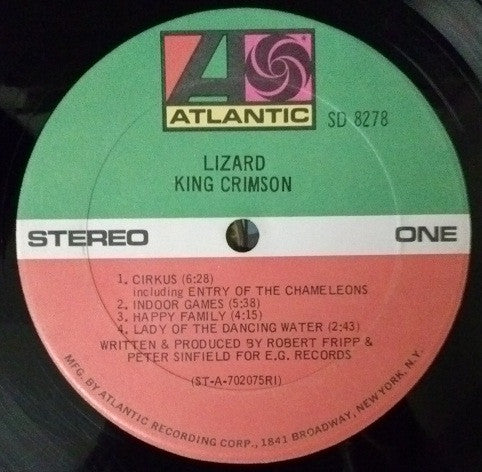 ATLANTIC
SD 8278
LIZARD
KING CRIMSON
STEREO
ONE
1. CIRKUS (6:28)
including ENTRY OF THE CHAMELEONS
2. INDOOR GAMES (5:38)
3. HAPPY FAMILY (4:15)
4. LADY OF THE DANCING WATER (2:43)
WRITTEN & PRODUCED BY ROBERT FRIPP &
PETER SINFIELD FOR E.G. RECORDS
(ST-A-702075RI)
MFG. BY ATLANTIC RECORDING CORP., 1841 BROADWAY, NEW YORK, N.Y.